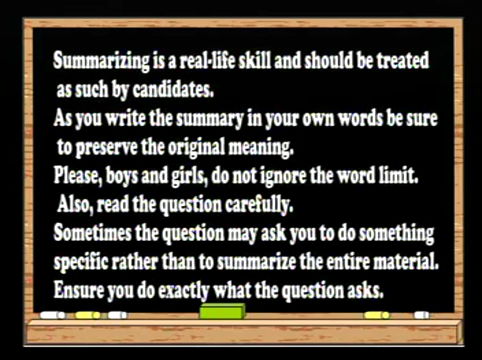 Summarizing is a real-life skill and should be treated
as such by candidates.
As you write the summary in your own words be sure
to preserve the original meaning.
Please, boys and girls, do not ignore the word limit.
Also, read the question carefully.
Sometimes the question may ask you to do something
specific rather than to summarize the entire material.
Ensure you do exactly what the question asks.